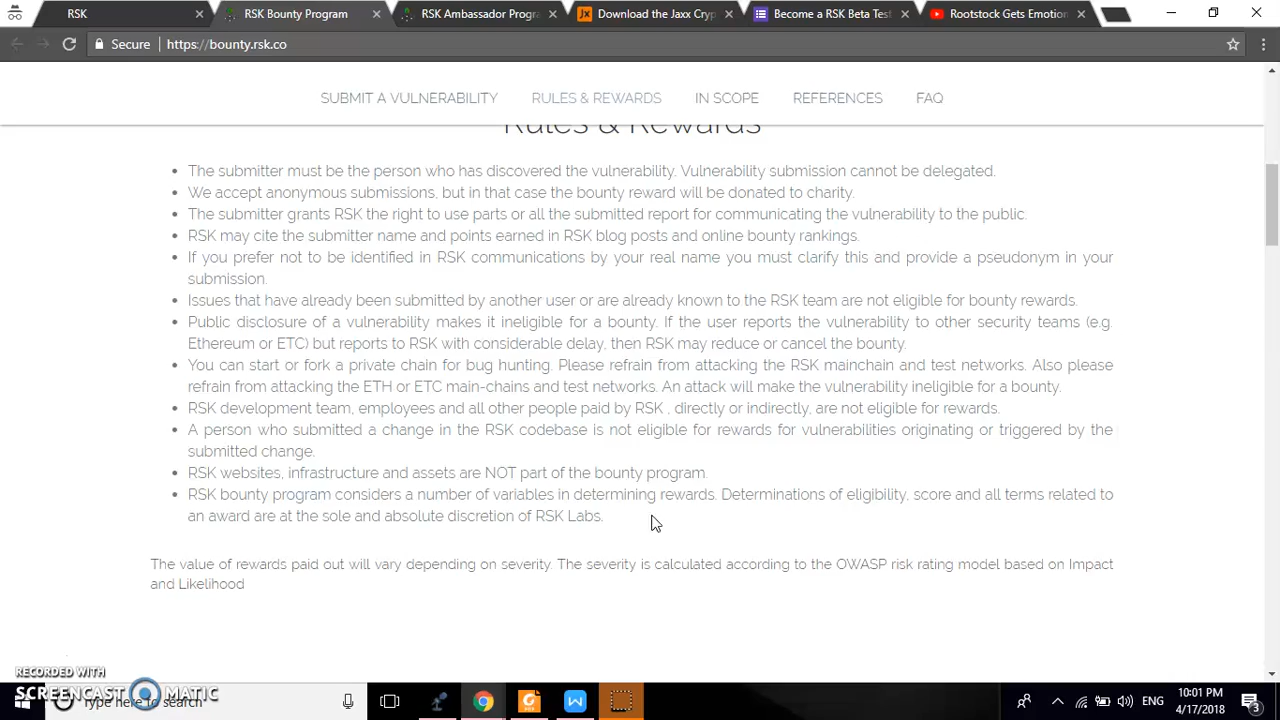 RSK
RSK Bounty Program
RSK Ambassador Progra
Download the Jaxx Cryp
Become a RSK Beta Test
Rootstock Gets Emotion
Secure
https://bounty.rsk.co
SUBMIT A VULNERABILITY
RULES & REWARDS
IN SCOPE
REFERENCES
FAQ
Rules & Rewards
The submitter must be the person who has discovered the vulnerability. Vulnerability submission cannot be delegated.
We accept anonymous submissions, but in that case the bounty reward will be donated to charity.
The submitter grants RSK the right to use parts or all the submitted report for communicating the vulnerability to the public.
RSK may cite the submitter name and points earned in RSK blog posts and online bounty rankings.
If you prefer not to be identified in RSK communications by your real name you must clarify this and provide a pseudonym in your
submission.
Issues that have already been submitted by another user or are already known to the RSK team are not eligible for bounty rewards.
Public disclosure of a vulnerability makes it ineligible for a bounty. If the user reports the vulnerability to other security teams (e.g.
Ethereum or ETC) but reports to RSK with considerable delay, then RSK may reduce or cancel the bounty.
You can start or fork a private chain for bug hunting. Please refrain from attacking the RSK mainchain and test networks. Also please
refrain from attacking the ETH or ETC main-chains and test networks. An attack will make the vulnerability ineligible for a bounty.
RSK development team, employees and all other people paid by RSK , directly or indirectly, are not eligible for rewards.
A person who submitted a change in the RSK codebase is not eligible for rewards for vulnerabilities originating or triggered by the
submitted change.
RSK websites, infrastructure and assets are NOT part of the bounty program.
RSK bounty program considers a number of variables in determining rewards. Determinations of eligibility, score and all terms related to
an award are at the sole and absolute discretion of RSK Labs.
The value of rewards paid out will vary depending on severity. The severity is calculated according to the OWASP risk rating model based on Impact
and Likelihood
RECORDED WITH
SCREENCAST MATIC
Type here to search
ENG
10:01 PM
4/17/2018
3